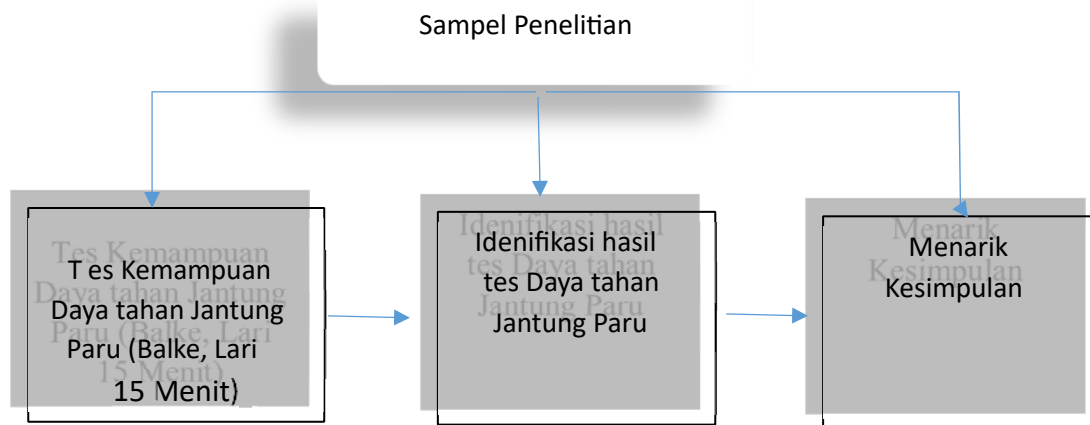 Sampel Penelitian
Tes Kemampuan
Daya tahan Jantung
Paru (Balke, Lari
15 Menit)
Idenifikasi hasil
tes Daya tahan
Jantung Paru
Menarik
Kesimpulan